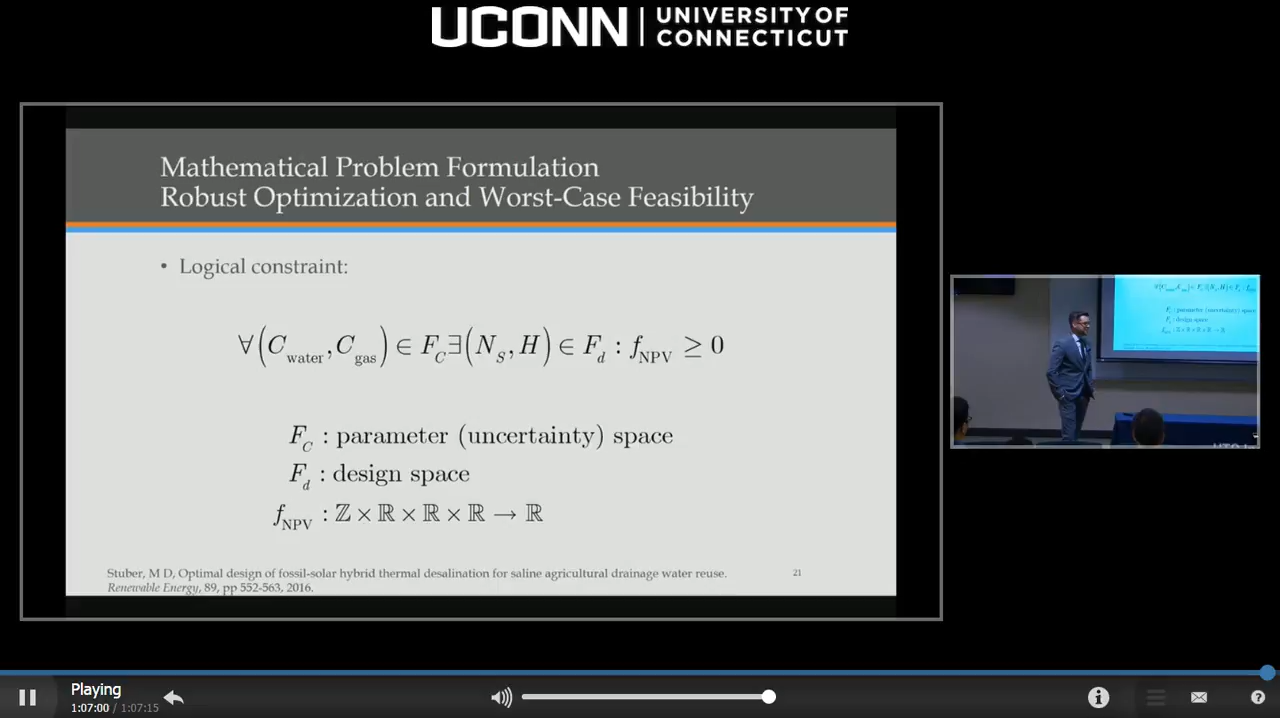 UCONN | UNIVERSITY OF CONNECTICUT
Mathematical Problem Formulation
Robust Optimization and Worst-Case Feasibility
• Logical constraint:
∀(C_water, C_gas) ∈ F_C ∃(N_S, H) ∈ F_d : f_NPV ≥ 0
F_C : parameter (uncertainty) space
F_d : design space
f_NPV : ℤ × ℝ × ℝ × ℝ → ℝ
Stuber, M D, Optimal design of fossil-solar hybrid thermal desalination for saline agricultural drainage water reuse.
Renewable Energy, 89, pp 552-563, 2016.
21
Playing
1:07:00 / 1:07:15